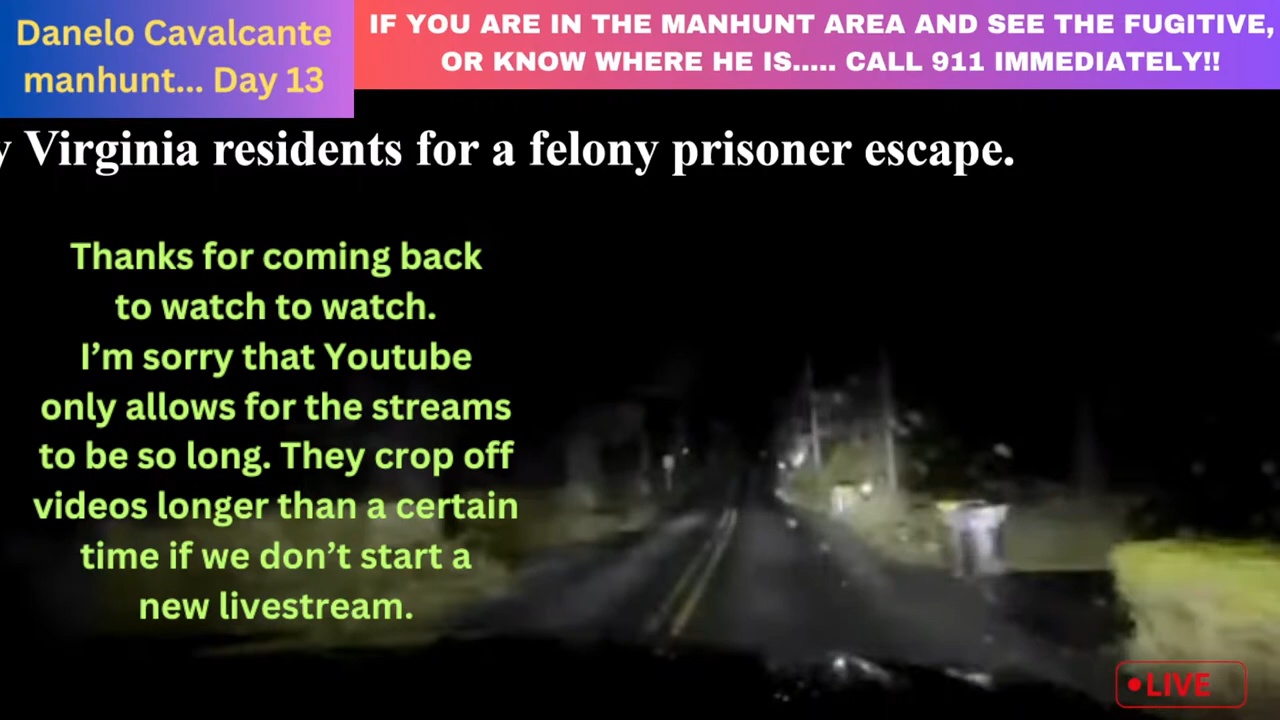 Danelo Cavalcante
manhunt... Day 13
IF YOU ARE IN THE MANHUNT AREA AND SEE THE FUGITIVE,
OR KNOW WHERE HE IS..... CALL 911 IMMEDIATELY!!
y Virginia residents for a felony prisoner escape.
Thanks for coming back
to watch to watch.
I’m sorry that Youtube
only allows for the streams
to be so long. They crop off
videos longer than a certain
time if we don’t start a
new livestream.
LIVE